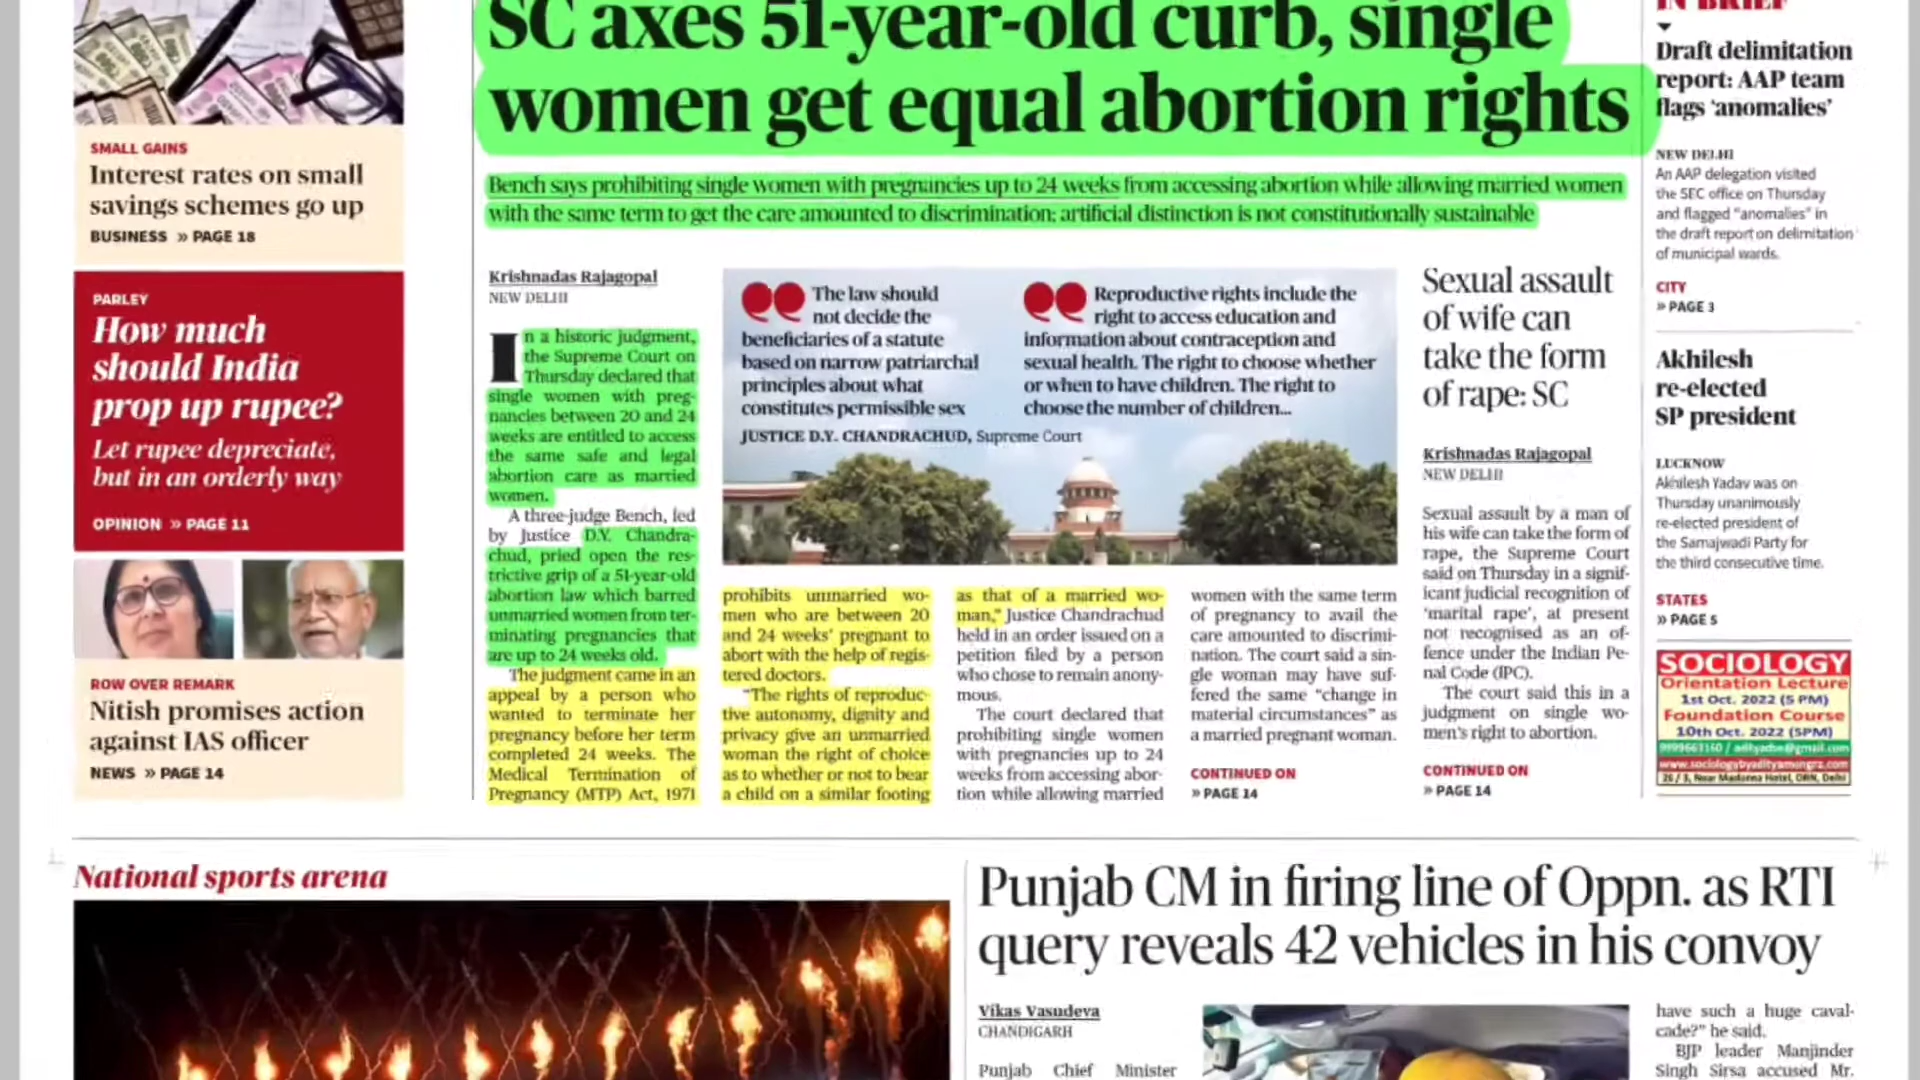 SMALL GAINS
Interest rates on small
savings schemes go up
BUSINESS » PAGE 18
PARLEY
How much
should India
prop up rupee?
Let rupee depreciate,
but in an orderly way
OPINION » PAGE 11
ROW OVER REMARK
Nitish promises action
against IAS officer
NEWS » PAGE 14
SC axes 51-year-old curb, single
women get equal abortion rights
Bench says prohibiting single women with pregnancies up to 24 weeks from accessing abortion while allowing married women
with the same term to get the care amounted to discrimination; artificial distinction is not constitutionally sustainable
Krishnadas Rajagopal
NEW DELHI
In a historic judgment,
the Supreme Court on
Thursday declared that
single women with preg-
nancies between 20 and 24
weeks are entitled to access
the same safe and legal
abortion care as married
women.
A three-judge Bench, led
by Justice D.Y. Chandra-
chud, pried open the res-
trictive grip of a 51-year-old
abortion law which barred
unmarried women from ter-
minating pregnancies that
are up to 24 weeks old.
The judgment came in an
appeal by a person who
wanted to terminate her
pregnancy before her term
completed 24 weeks. The
Medical Termination of
Pregnancy (MTP) Act, 1971
The law should
not decide the
beneficiaries of a statute
based on narrow patriarchal
principles about what
constitutes permissible sex
Reproductive rights include the
right to access education and
information about contraception and
sexual health. The right to choose whether
or when to have children. The right to
choose the number of children...
JUSTICE D.Y. CHANDRACHUD, Supreme Court
prohibits unmarried wo-
men who are between 20
and 24 weeks' pregnant to
abort with the help of regis-
tered doctors.
"The rights of reproduc-
tive autonomy, dignity and
privacy give an unmarried
woman the right of choice
as to whether or not to bear
a child on a similar footing
as that of a married wo-
man," Justice Chandrachud
held in an order issued on a
petition filed by a person
who chose to remain anony-
mous.
The court declared that
prohibiting single women
with pregnancies up to 24
weeks from accessing abor-
tion while allowing married
women with the same term
of pregnancy to avail the
care amounted to discrimi-
nation. The court said a sin-
gle woman may have suf-
fered the same "change in
material circumstances" as
a married pregnant woman.
CONTINUED ON
» PAGE 14
Sexual assault
of wife can
take the form
of rape: SC
Krishnadas Rajagopal
NEW DELHI
Sexual assault by a man of
his wife can take the form of
rape, the Supreme Court
said on Thursday in a signif-
icant judicial recognition of
'marital rape', at present
not recognised as an of-
fence under the Indian Pe-
nal Code (IPC).
The court said this in a
judgment on single wo-
men's right to abortion.
CONTINUED ON
» PAGE 14
IN BRIEF
Draft delimitation
report: AAP team
flags 'anomalies'
NEW DELHI
An AAP delegation visited
the SEC office on Thursday
and flagged "anomalies" in
the draft report on delimitation
of municipal wards.
CITY
» PAGE 3
Akhilesh
re-elected
SP president
LUCKNOW
Akhilesh Yadav was on
Thursday unanimously
re-elected president of
the Samajwadi Party for
the third consecutive time.
STATES
» PAGE 5
SOCIOLOGY
Orientation Lecture
1st Oct. 2022 (5 PM)
Foundation Course
10th Oct. 2022 (5PM)
26 / 3, Near Madonna Hotel, ORN, Delhi
National sports arena
Punjab CM in firing line of Oppn. as RTI
query reveals 42 vehicles in his convoy
Vikas Vasudeva
CHANDIGARH
Punjab Chief Minister
have such a huge caval-
cade?" he said.
BJP leader Manjinder
Singh Sirsa accused Mr.